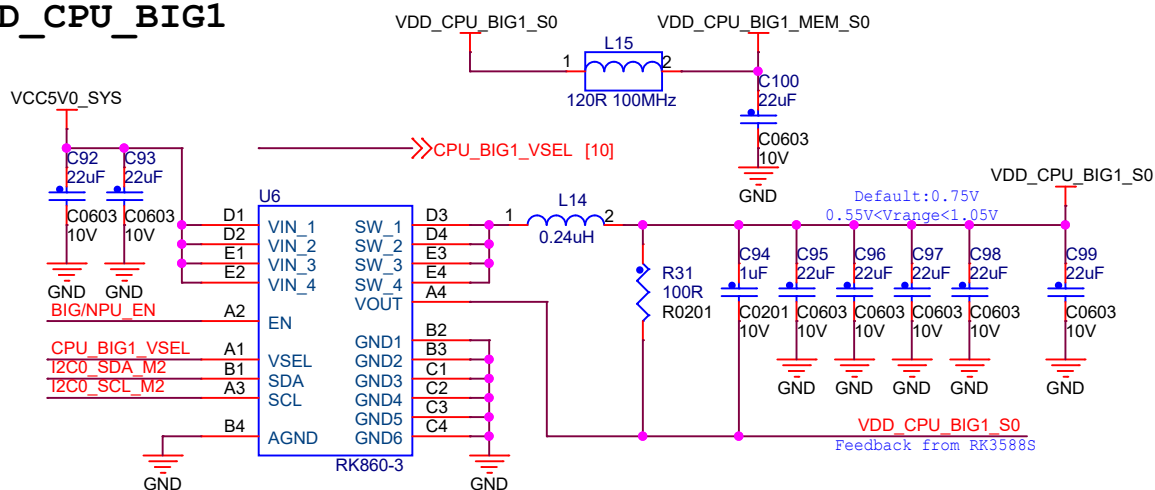 D_CPU_BIG1
VDD_CPU_BIG1_S0
VDD_CPU_BIG1_MEM_S0
L15
1
2
120R 100MHz
C100
22uF
C0603
10V
GND
VCC5V0_SYS
C92
22uF
C0603
10V
GND
C93
22uF
C0603
10V
GND
CPU_BIG1_VSEL [10]
U6
D1
VIN_1
D2
VIN_2
E1
VIN_3
E2
VIN_4
BIG/NPU_EN
A2
EN
CPU_BIG1_VSEL
A1
VSEL
I2C0_SDA_M2
B1
SDA
I2C0_SCL_M2
A3
SCL
B4
AGND
GND
SW_1
D3
SW_2
D4
SW_3
E3
SW_4
E4
VOUT
A4
GND1
B2
GND2
B3
GND3
C1
GND4
C2
GND5
C3
GND6
C4
RK860-3
GND
1
L14
2
0.24uH
R31
100R
R0201
Default:0.75V
0.55V<Vrange<1.05V
VDD_CPU_BIG1_S0
C94
1uF
C0201
10V
C95
22uF
C0603
10V
GND
C96
22uF
C0603
10V
GND
C97
22uF
C0603
10V
GND
C98
22uF
C0603
10V
GND
C99
22uF
C0603
10V
GND
VDD_CPU_BIG1_S0
Feedback from RK3588S